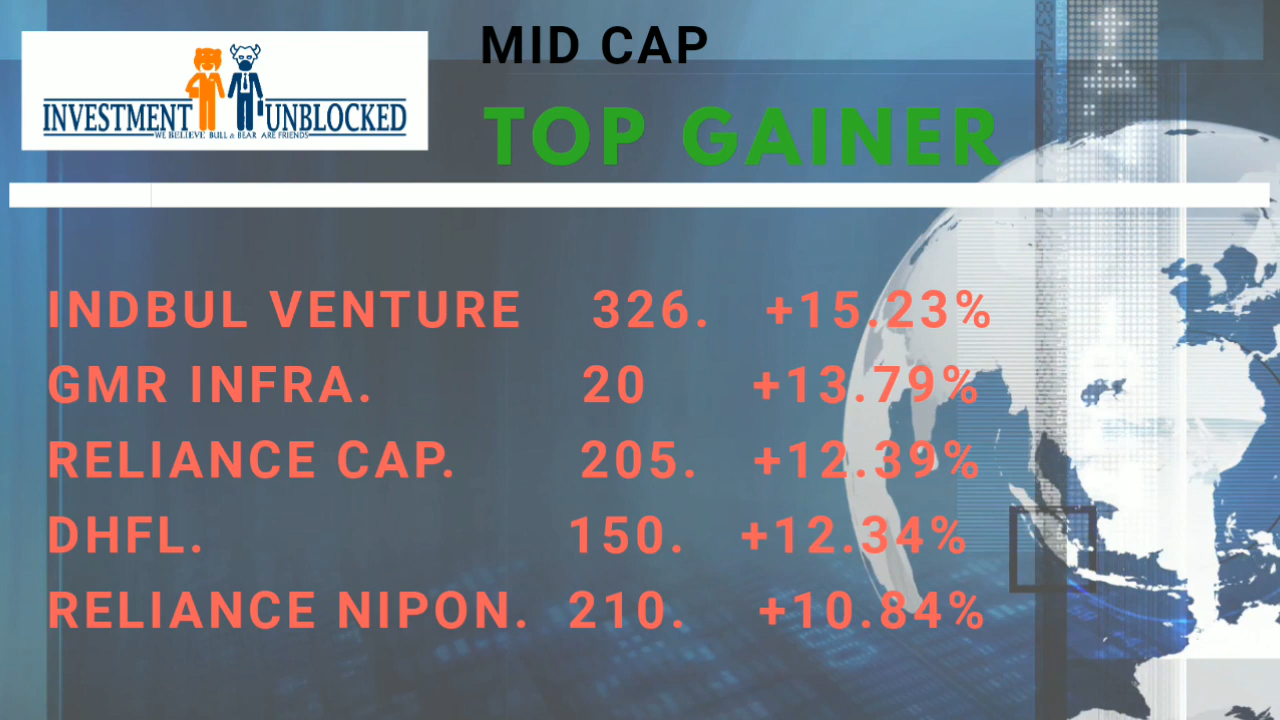 INVESTMENT UNBLOCKED
WE BELIEVE BULL & BEAR ARE FRIENDS
MID CAP
TOP GAINER
INDBUL VENTURE 326. +15.23%
GMR INFRA. 20 +13.79%
RELIANCE CAP. 205. +12.39%
DHFL. 150. +12.34%
RELIANCE NIPON. 210. +10.84%